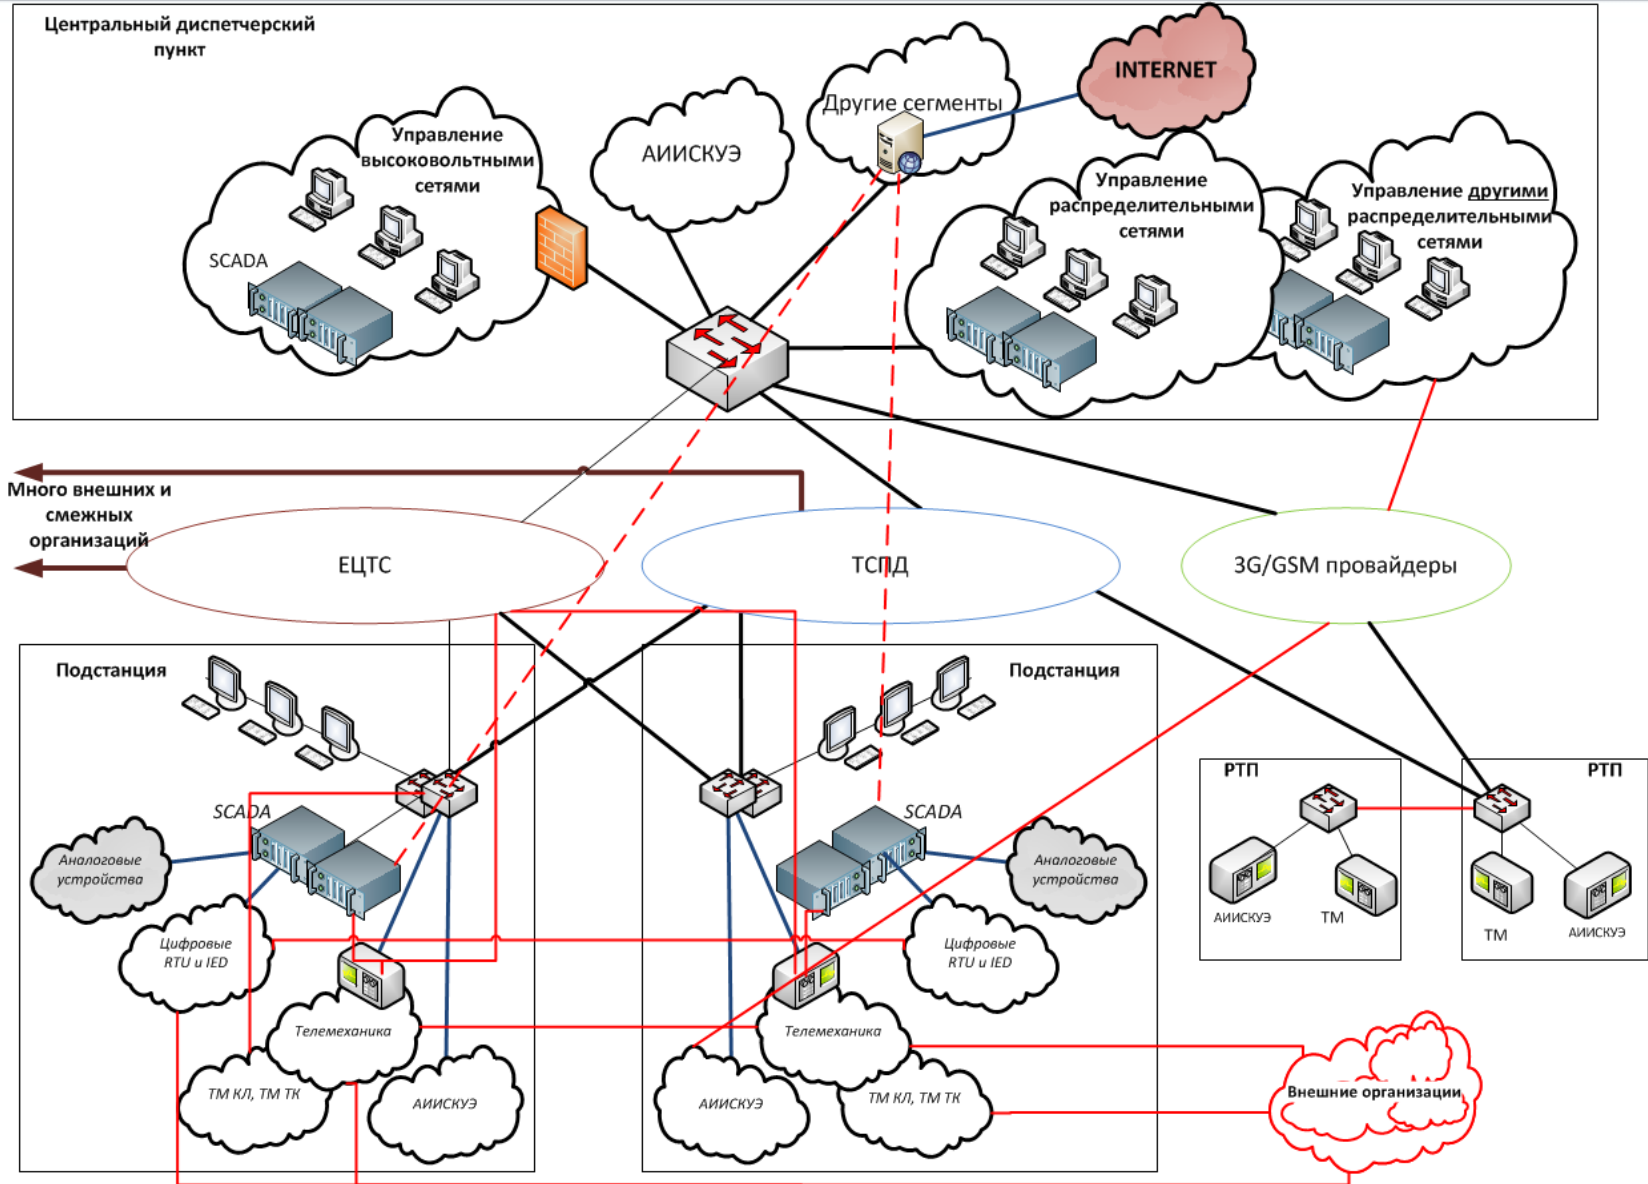 Центральный диспетчерский
пункт
INTERNET
Другие сегменты
АИИСКУЭ
Управление
высоковольтными
сетями
SCADA
Управление
распределительными
сетями
Управление другими
распределительными
сетями
Много внешних и
смежных
организаций
ЕЦТС
ТСПД
3G/GSM провайдеры
Подстанция
SCADA
Аналоговые
устройства
Цифровые
RTU и IED
Телемеханика
ТМ КЛ, ТМ ТК
АИИСКУЭ
Подстанция
SCADA
Аналоговые
устройства
Цифровые
RTU и IED
Телемеханика
АИИСКУЭ
ТМ КЛ, ТМ ТК
РТП
АИИСКУЭ
ТМ
РТП
ТМ
АИИСКУЭ
Внешние организации